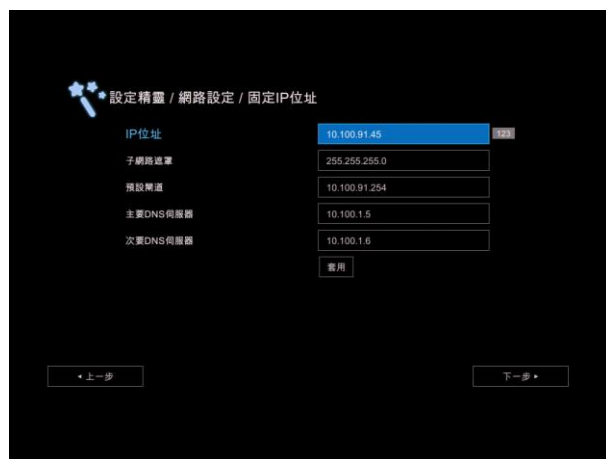 設定精靈 / 網路設定 / 固定IP位址
IP位址 10.100.91.45 123
子網路遮罩 255.255.255.0
預設閘道 10.100.91.254
主要DNS伺服器 10.100.1.5
次要DNS伺服器 10.100.1.6
套用
◂ 上一步 下一步 ▸